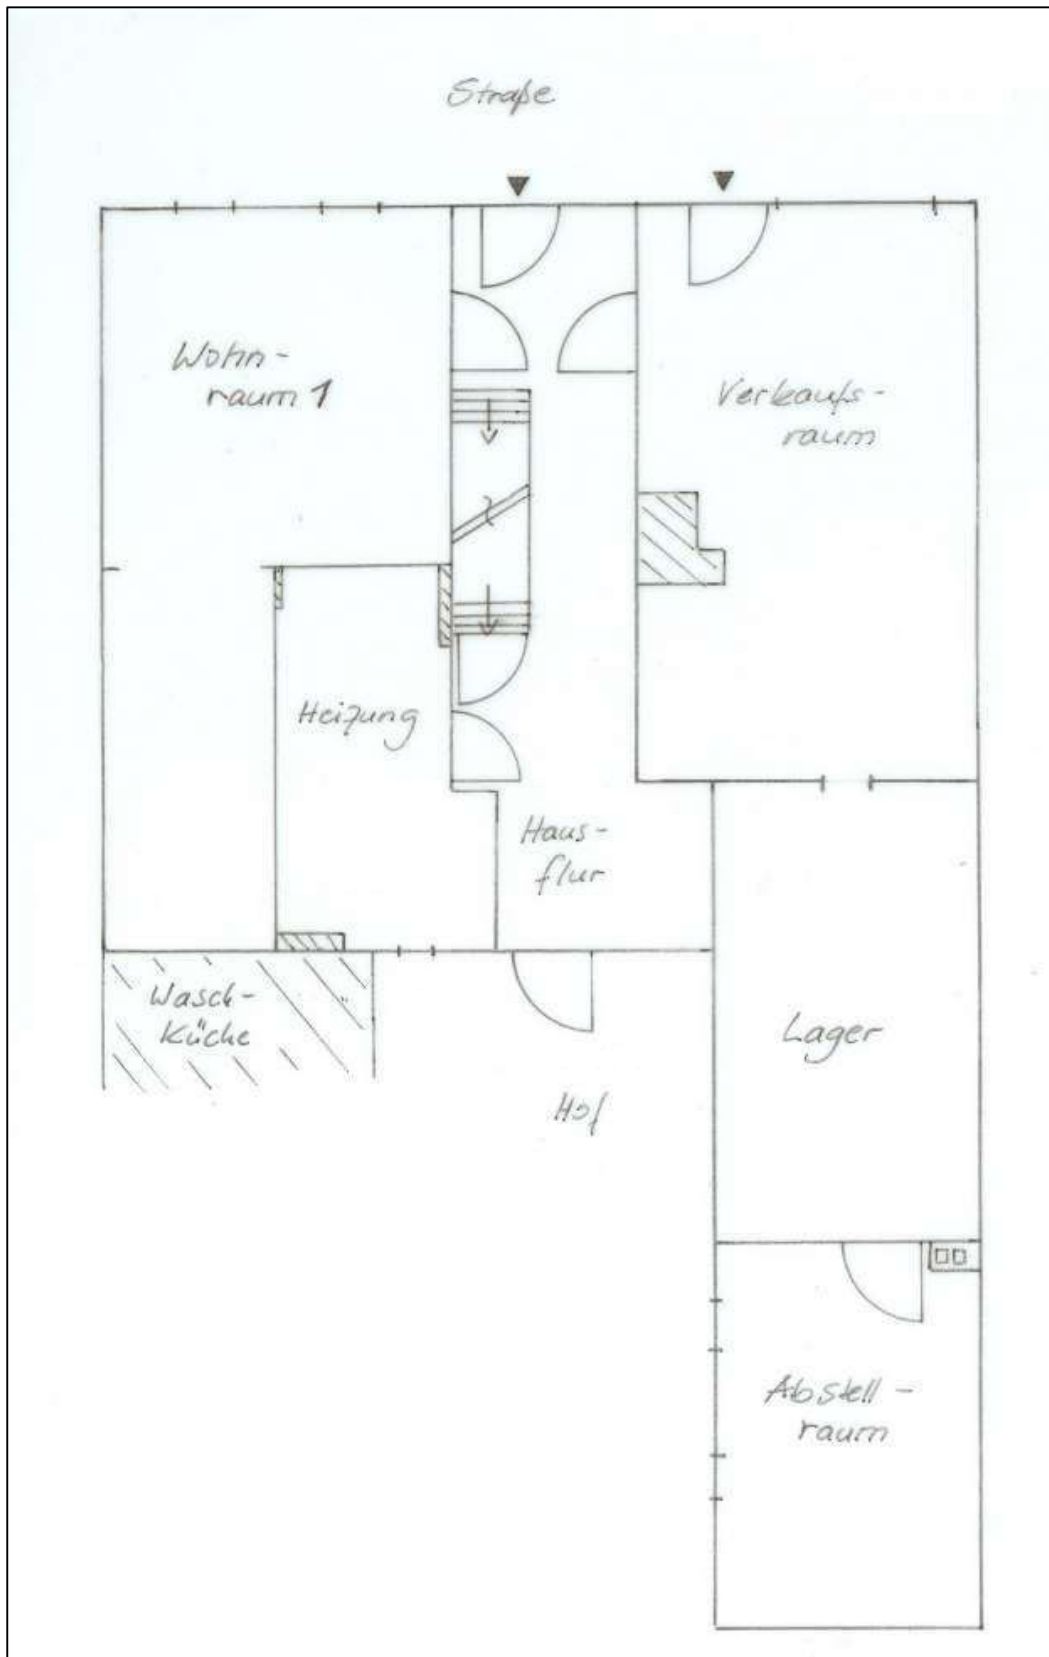 Straße
Wohn-
raum 1
Verkaufs-
raum
Heizung
Haus-
flur
Wasch-
Küche
Lager
Hof
Abstell-
raum